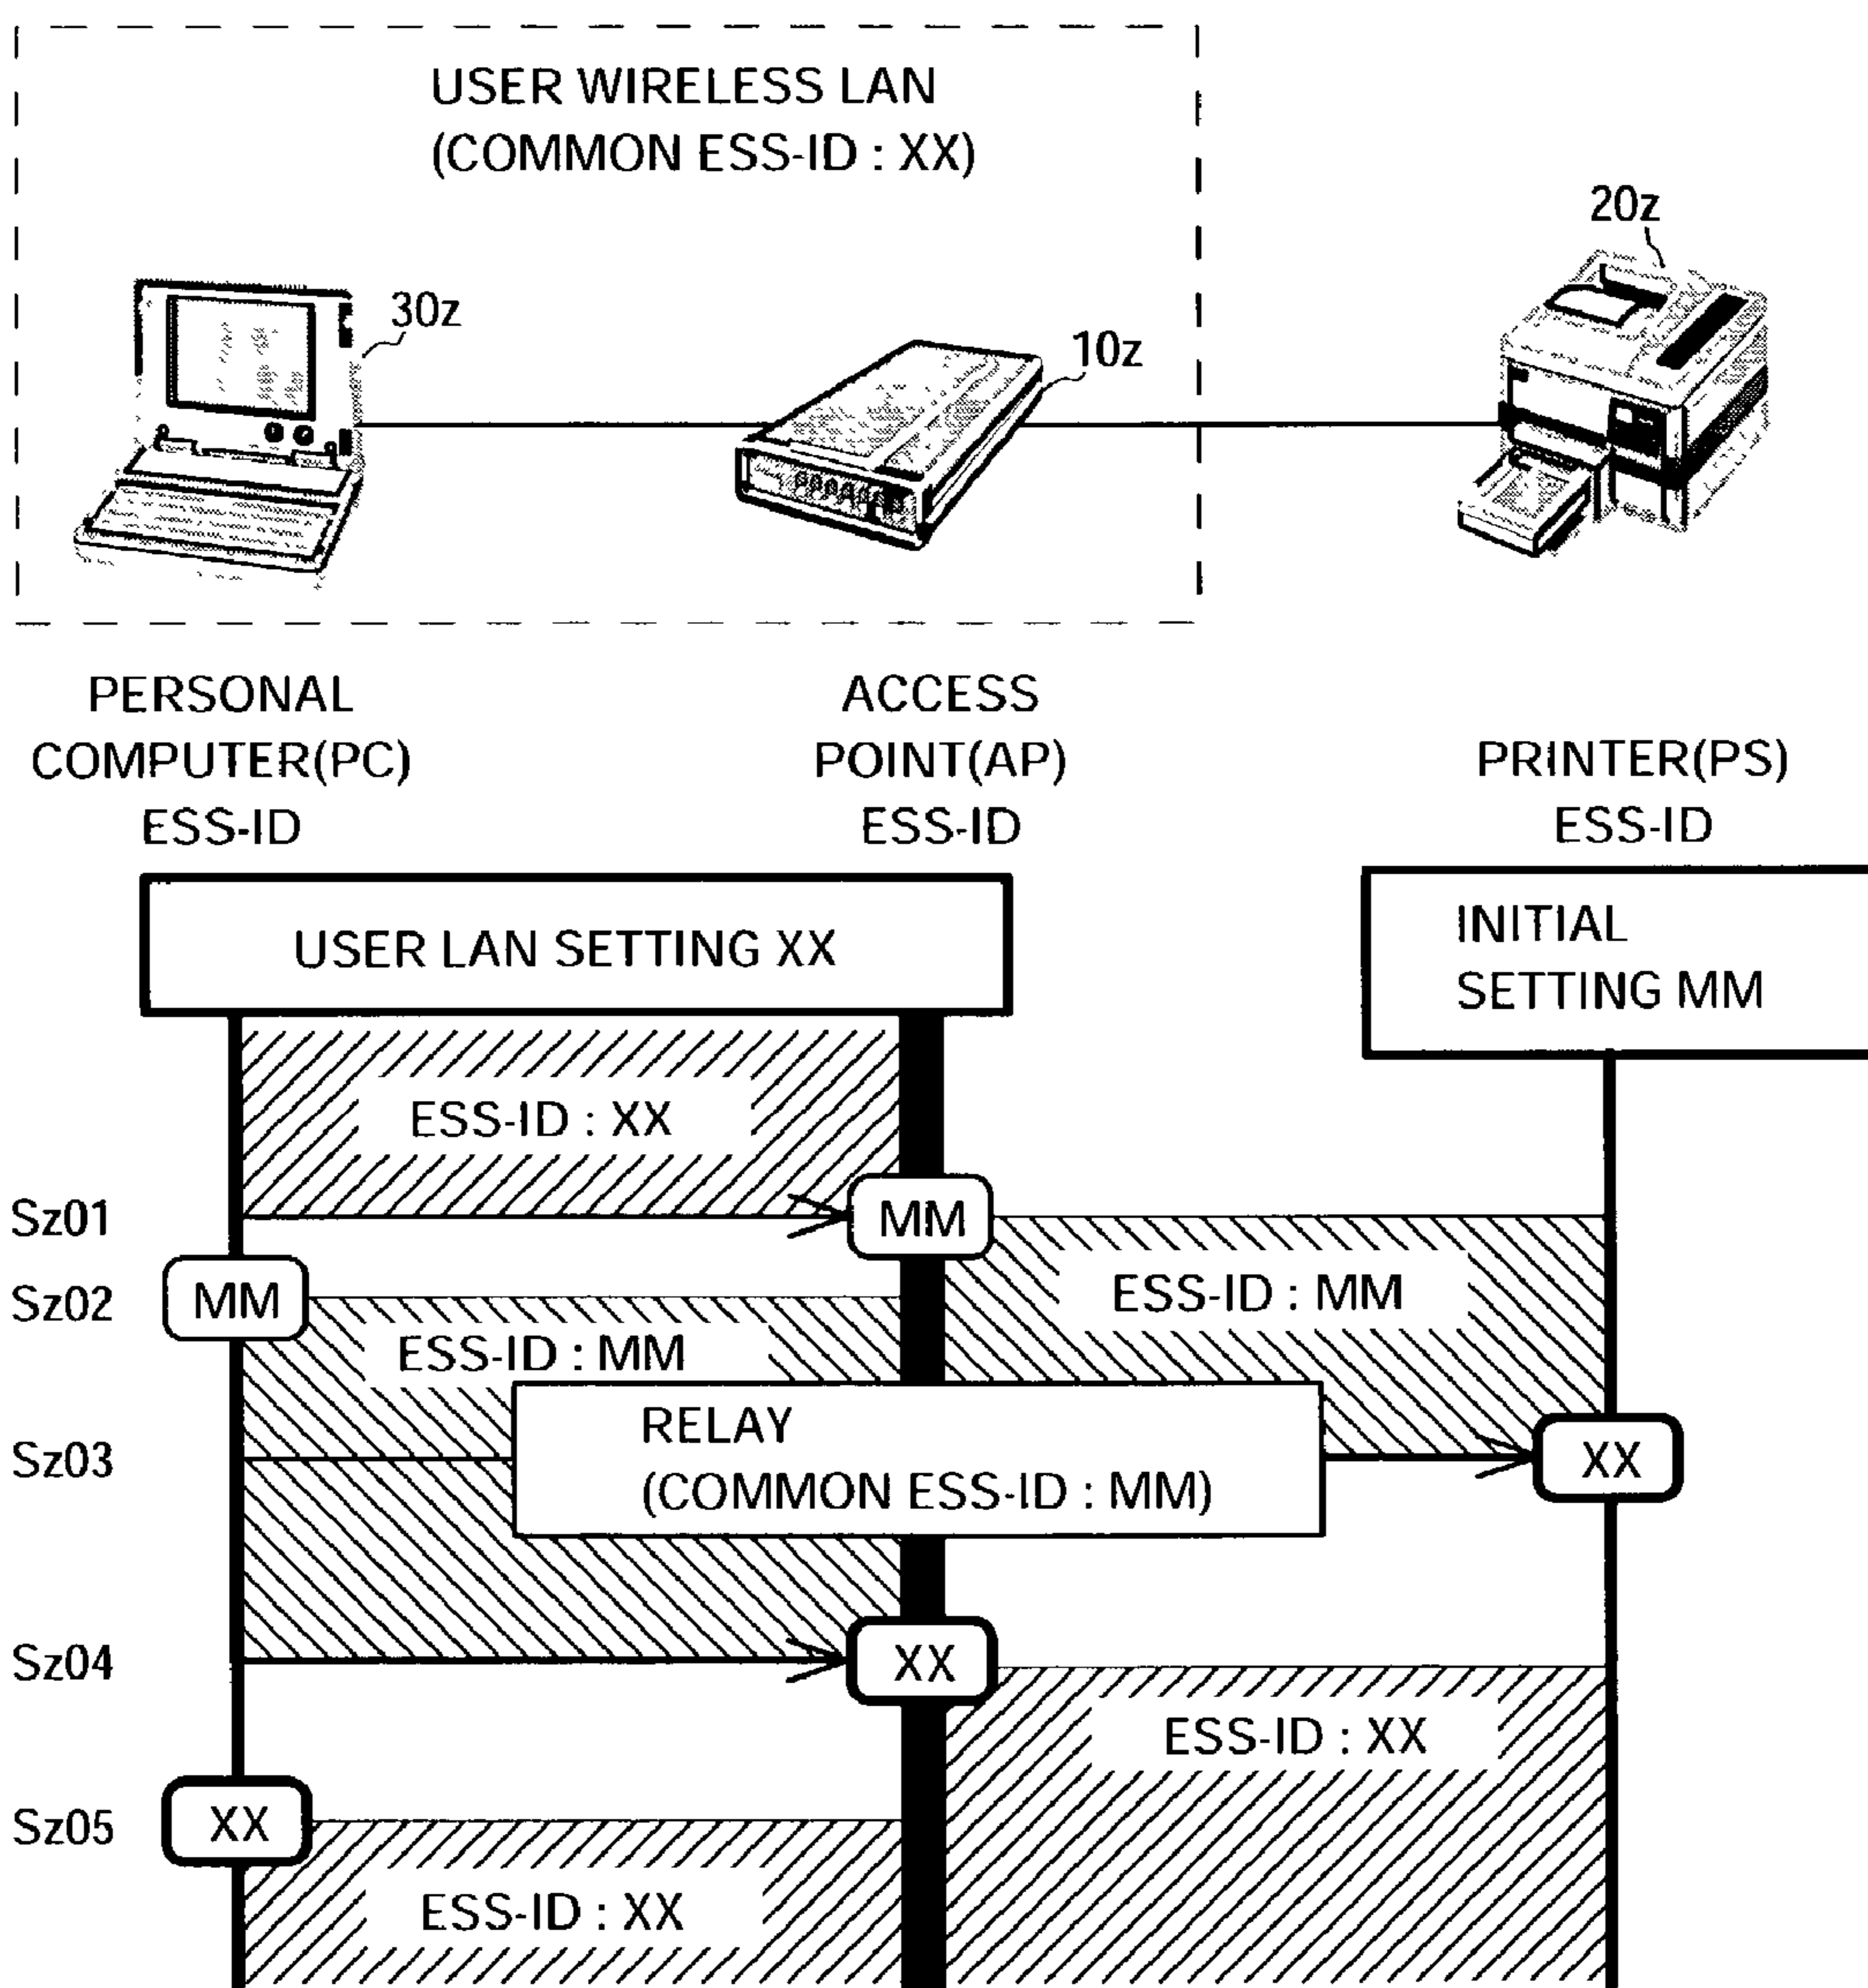 USER WIRELESS LAN
(COMMON ESS-ID : XX)
20z
30z
10z
PERSONAL
COMPUTER(PC)
ESS-ID
ACCESS
POINT(AP)
ESS-ID
PRINTER(PS)
ESS-ID
USER LAN SETTING XX
INITIAL
SETTING MM
ESS-ID : XX
Sz01
MM
Sz02
MM
ESS-ID : MM
ESS-ID : MM
Sz03
RELAY
(COMMON ESS-ID : MM)
XX
Sz04
XX
ESS-ID : XX
Sz05
XX
ESS-ID : XX